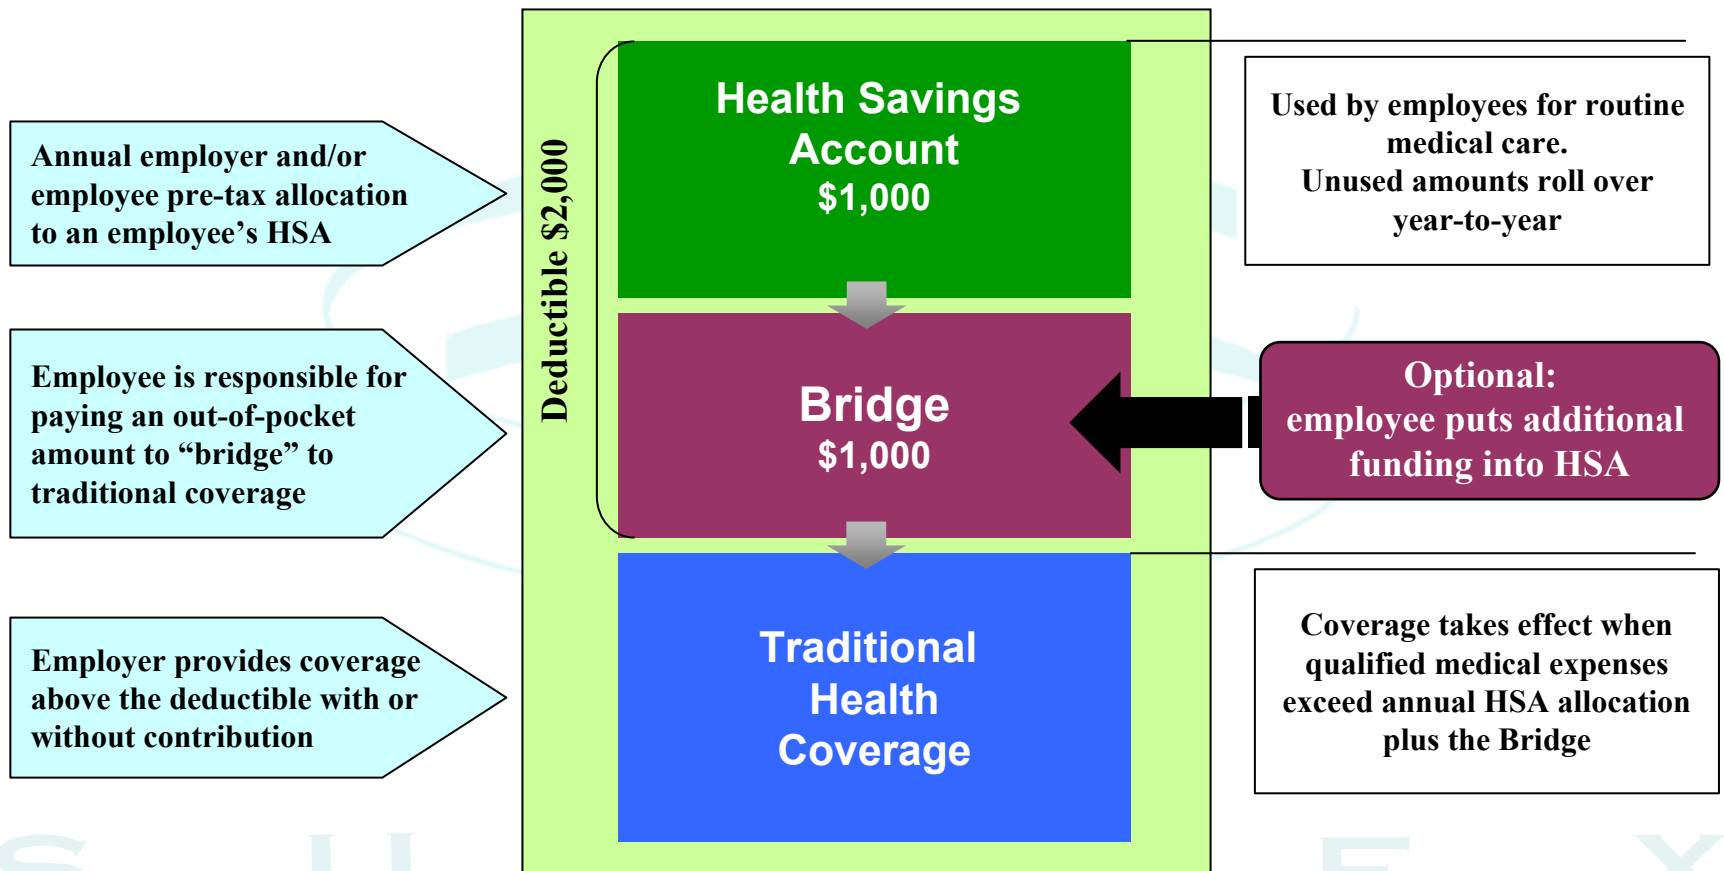 Health Savings
Account
$1,000
Annual employer and/or
employee pre-tax allocation
to an employee’s HSA
Used by employees for routine
medical care.
Unused amounts roll over
year-to-year
Deductible $2,000
Bridge
$1,000
Employee is responsible for
paying an out-of-pocket
amount to “bridge” to
traditional coverage
Optional:
employee puts additional
funding into HSA
Traditional
Health
Coverage
Employer provides coverage
above the deductible with or
without contribution
Coverage takes effect when
qualified medical expenses
exceed annual HSA allocation
plus the Bridge